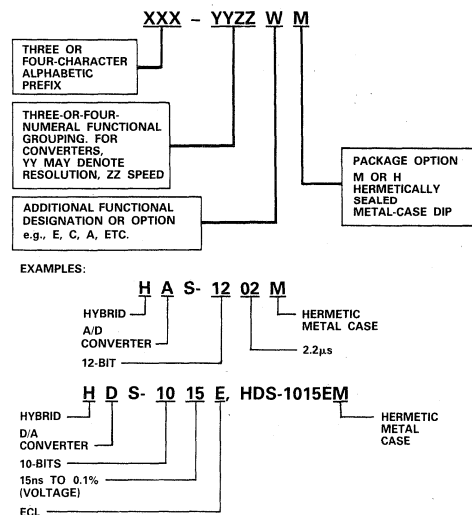 XXX – YYZZ W M
THREE OR
FOUR-CHARACTER
ALPHABETIC
PREFIX
THREE-OR-FOUR-
NUMERAL FUNCTIONAL
GROUPING. FOR
CONVERTERS,
YY MAY DENOTE
RESOLUTION, ZZ SPEED
ADDITIONAL FUNCTIONAL
DESIGNATION OR OPTION
e.g., E, C, A, ETC.
PACKAGE OPTION
M OR H
HERMETICALLY
SEALED
METAL-CASE DIP
EXAMPLES:
H A S- 12 02 M
HYBRID
A/D
CONVERTER
12-BIT
HERMETIC
METAL CASE
2.2µs
H D S- 10 15 E, HDS-1015EM
HYBRID
D/A
CONVERTER
10-BITS
15ns TO 0.1%
(VOLTAGE)
ECL
HERMETIC
METAL
CASE